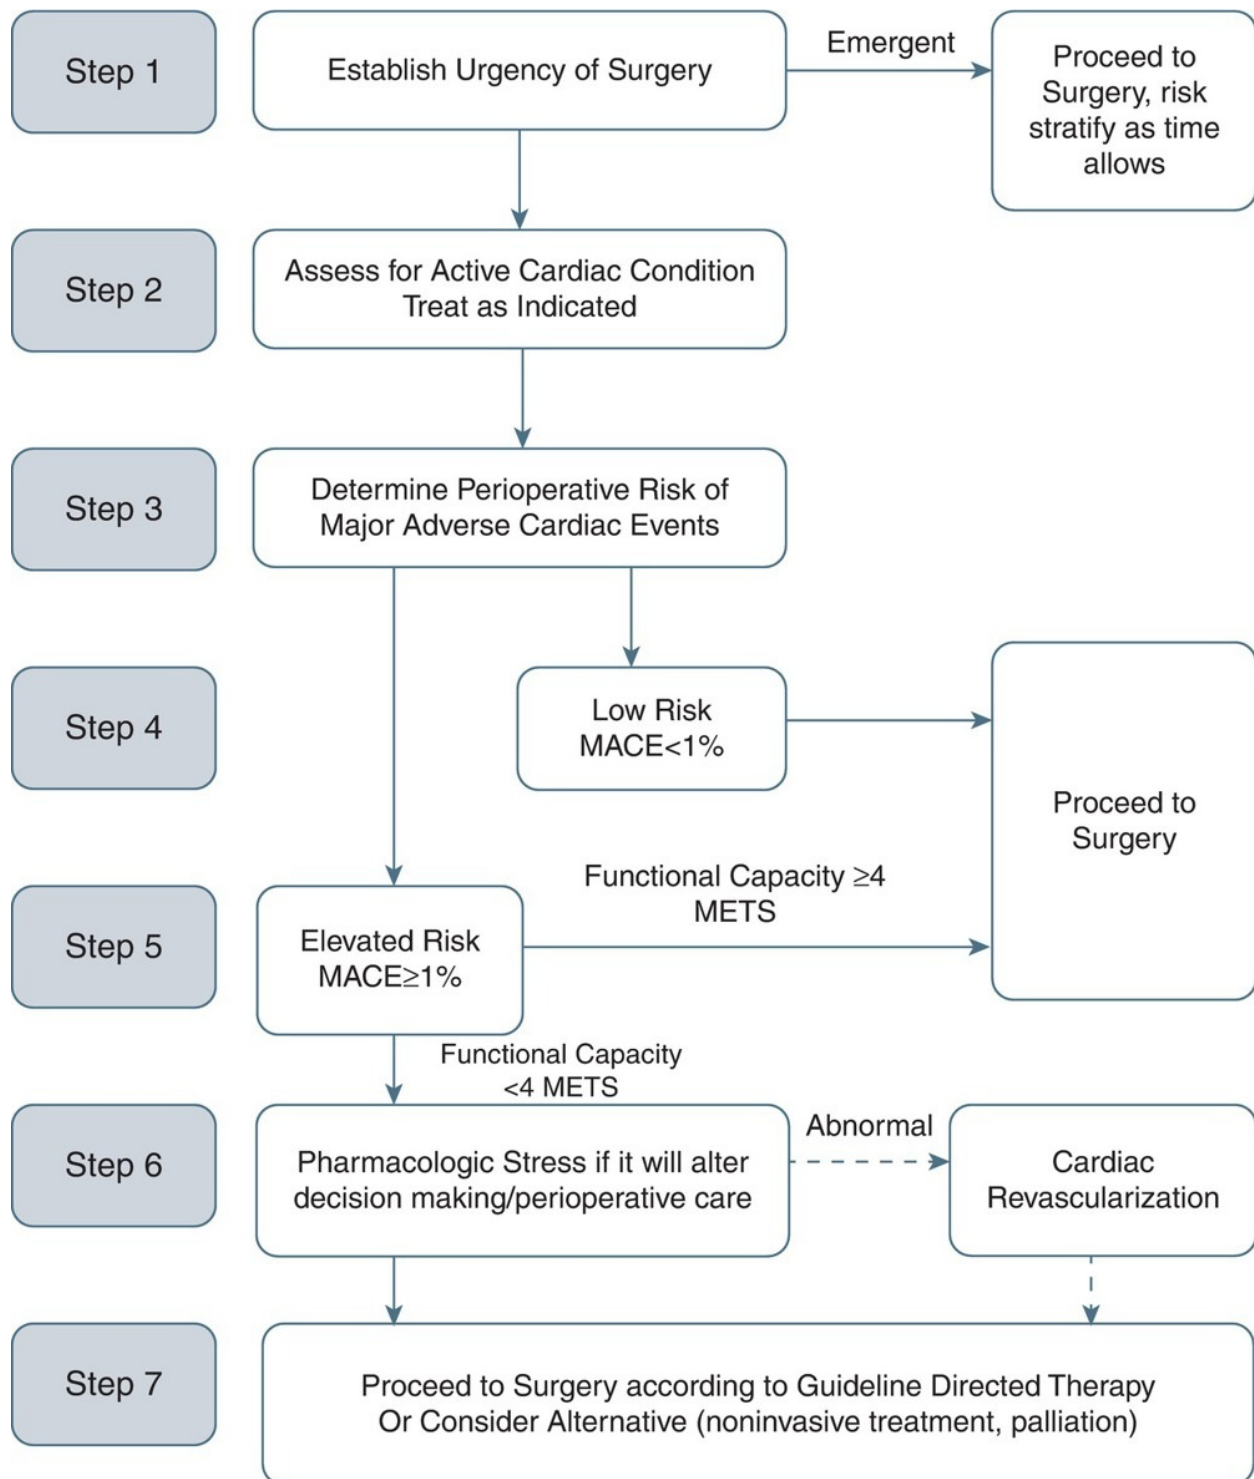 Step 1
Establish Urgency of Surgery
Emergent
Proceed to
Surgery, risk
stratify as time
allows
Step 2
Assess for Active Cardiac Condition
Treat as Indicated
Step 3
Determine Perioperative Risk of
Major Adverse Cardiac Events
Step 4
Low Risk
MACE<1%
Proceed to
Surgery
Step 5
Elevated Risk
MACE≥1%
Functional Capacity ≥4
METS
Functional Capacity
<4 METS
Step 6
Pharmacologic Stress if it will alter
decision making/perioperative care
Abnormal
Cardiac
Revascularization
Step 7
Proceed to Surgery according to Guideline Directed Therapy
Or Consider Alternative (noninvasive treatment, palliation)